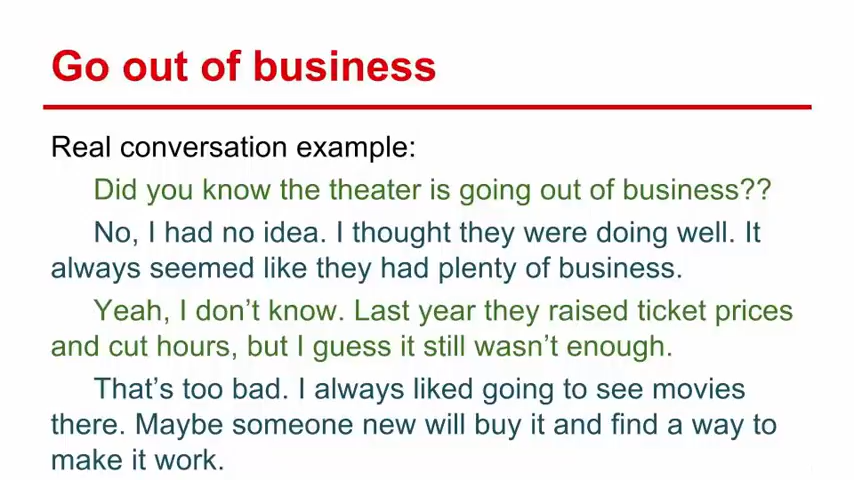 Go out of business
Real conversation example:
Did you know the theater is going out of business??
No, I had no idea. I thought they were doing well. It
always seemed like they had plenty of business.
Yeah, I don’t know. Last year they raised ticket prices
and cut hours, but I guess it still wasn’t enough.
That’s too bad. I always liked going to see movies
there. Maybe someone new will buy it and find a way to
make it work.